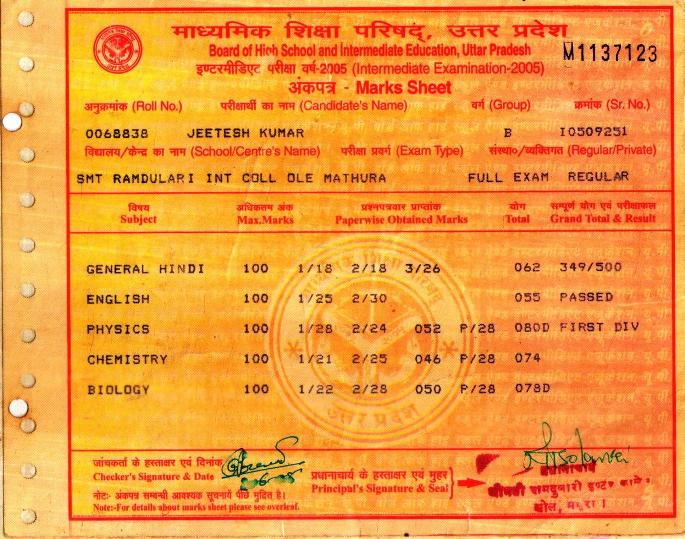 माध्यमिक शिक्षा परिषद्, उत्तर प्रदेश
Board of High School and Intermediate Education, Uttar Pradesh
M1137123
इण्टरमीडिएट परीक्षा वर्ष-2005 (Intermediate Examination-2005)
अंकपत्र - Marks Sheet
अनुक्रमांक (Roll No.) परीक्षार्थी का नाम (Candidate's Name) वर्ग (Group) क्रमांक (Sr. No.)
0068838 JEETESH KUMAR B I0509251
विद्यालय/केन्द्र का नाम (School/Centre's Name) परीक्षा प्रवर्ग (Exam Type) संस्था०/व्यक्तिगत (Regular/Private)
SMT RAMDULARI INT COLL OLE MATHURA FULL EXAM REGULAR
विषय अधिकतम अंक प्रश्नपत्रवार प्राप्तांक योग सम्पूर्ण योग एवं परीक्षाफल
Subject Max.Marks Paperwise Obtained Marks Total Grand Total & Result
GENERAL HINDI 100 1/18 2/18 3/26 062 349/500
ENGLISH 100 1/25 2/30 055 PASSED
PHYSICS 100 1/28 2/24 052 P/28 080D FIRST DIV
CHEMISTRY 100 1/21 2/25 046 P/28 074
BIOLOGY 100 1/22 2/28 050 P/28 078D
उत्तर प्रदेश
जांचकर्ता के हस्ताक्षर एवं दिनांक
Checker's Signature & Date
प्रधानाचार्य के हस्ताक्षर एवं मुहर
Principal's Signature & Seal
नोटः अंकपत्र सम्बन्धी आवश्यक सूचनायें पीछे मुद्रित है।
Note:-For details about marks sheet please see overleaf.